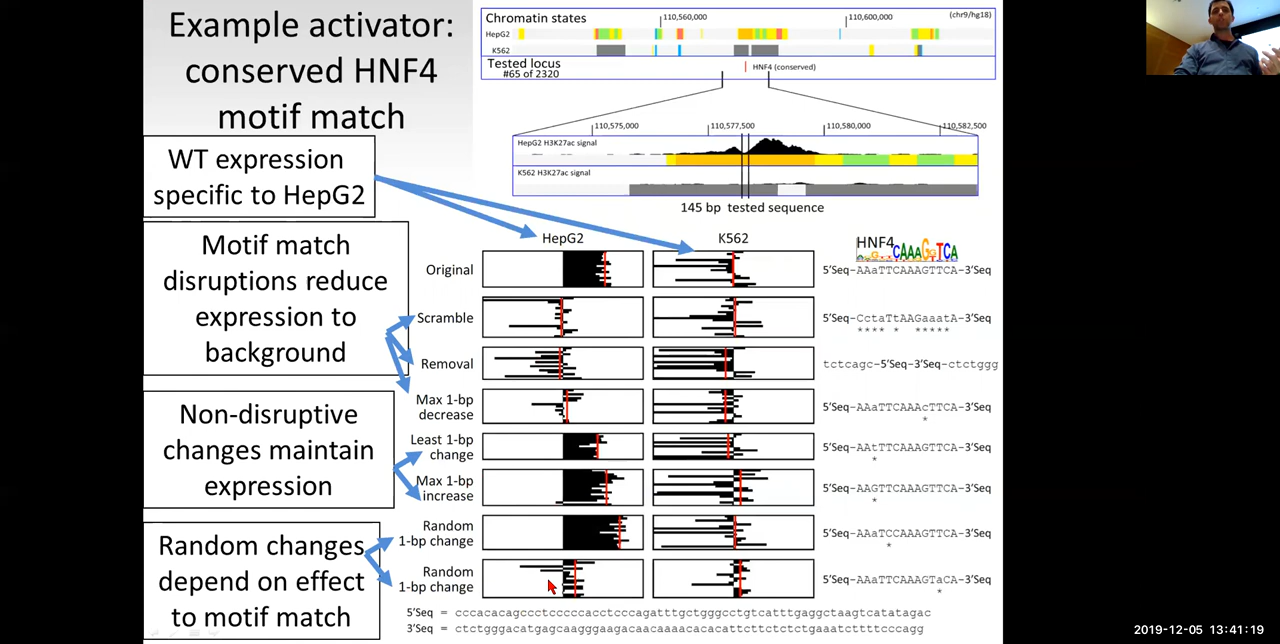 Example activator:
conserved HNF4
motif match
Chromatin states
110,560,000
110,600,000
(chr9/hg18)
HepG2
K562
Tested locus
#65 of 2320
HNF4 (conserved)
110,575,000
110,577,500
110,580,000
110,582,500
HepG2 H3K27ac signal
K562 H3K27ac signal
145 bp tested sequence
WT expression
specific to HepG2
Motif match
disruptions reduce
expression to
background
Non-disruptive
changes maintain
expression
Random changes
depend on effect
to motif match
HepG2
K562
HNF4
CAAAGTTCA
Original
5'Seq-AAaTTCAAAGTTCA-3'Seq
Scramble
5'Seq-CctaTtAAGaaatA-3'Seq
**** * *****
Removal
tctcagc-5'Seq-3'Seq-ctctggg
Max 1-bp
decrease
5'Seq-AAaTTCAAAcTTCA-3'Seq
*
Least 1-bp
change
5'Seq-AAtTTCAAAGTTCA-3'Seq
*
Max 1-bp
increase
5'Seq-AAGTTCAAAGTTCA-3'Seq
*
Random
1-bp change
5'Seq-AAaTCCAAAGTTCA-3'Seq
*
Random
1-bp change
5'Seq-AAaTTCAAAGTaCA-3'Seq
*
5'Seq = cccacacagccctcccccacctcccagatttgctgggcctgtcatttgaggctaagtcatatagac
3'Seq = ctctgggacatgagcaagggaagacaacaaaacacacattcttctctctgaaatcttttcccagg
2019-12-05 13:41:19